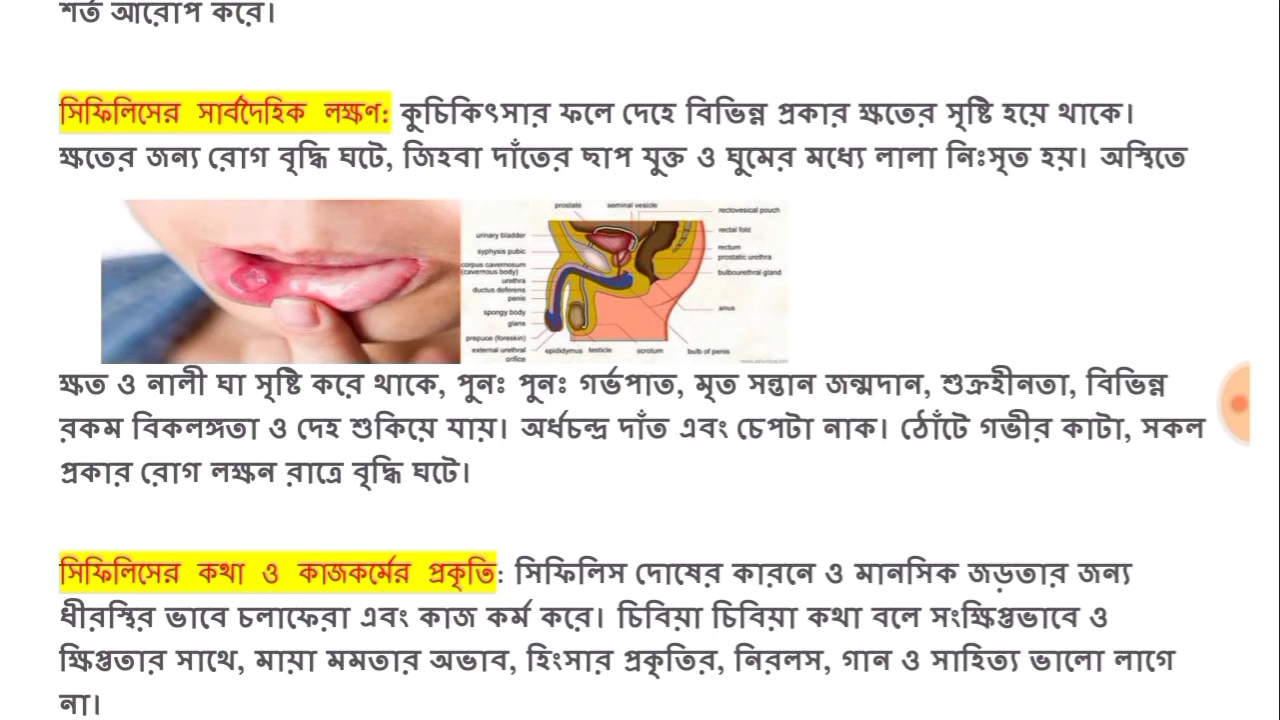 শর্ত আরোপ করে।
সিফিলিসের সার্বদৈহিক লক্ষণ: কুচিকিৎসার ফলে দেহে বিভিন্ন প্রকার ক্ষতের সৃষ্টি হয়ে থাকে।
ক্ষতের জন্য রোগ বৃদ্ধি ঘটে, জিহবা দাঁতের ছাপ যুক্ত ও ঘুমের মধ্যে লালা নিঃসৃত হয়। অস্থিতে
prostate seminal vesicle
rectovesical pouch
urinary bladder
rectal fold
syphysis pubic
rectum
corpus cavernosum
prostatic urethra
(cavernous body)
bulbourethral gland
urethra
ductus deferens
penis
anus
spongy body
glans
prepuce (foreskin)
external urethral
orifice
epididymus testicle scrotum bulb of penis
ক্ষত ও নালী ঘা সৃষ্টি করে থাকে, পুনঃ পুনঃ গর্ভপাত, মৃত সন্তান জন্মদান, শুক্রহীনতা, বিভিন্ন
রকম বিকলঙ্গতা ও দেহ শুকিয়ে যায়। অর্ধচন্দ্র দাঁত এবং চেপটা নাক। ঠোঁটে গভীর কাটা, সকল
প্রকার রোগ লক্ষন রাত্রে বৃদ্ধি ঘটে।
সিফিলিসের কথা ও কাজকর্মের প্রকৃতি: সিফিলিস দোষের কারনে ও মানসিক জড়তার জন্য
ধীরস্থির ভাবে চলাফেরা এবং কাজ কর্ম করে। চিবিয়া চিবিয়া কথা বলে সংক্ষিপ্তভাবে ও
ক্ষিপ্ততার সাথে, মায়া মমতার অভাব, হিংসার প্রকৃতির, নিরলস, গান ও সাহিত্য ভালো লাগে
না।